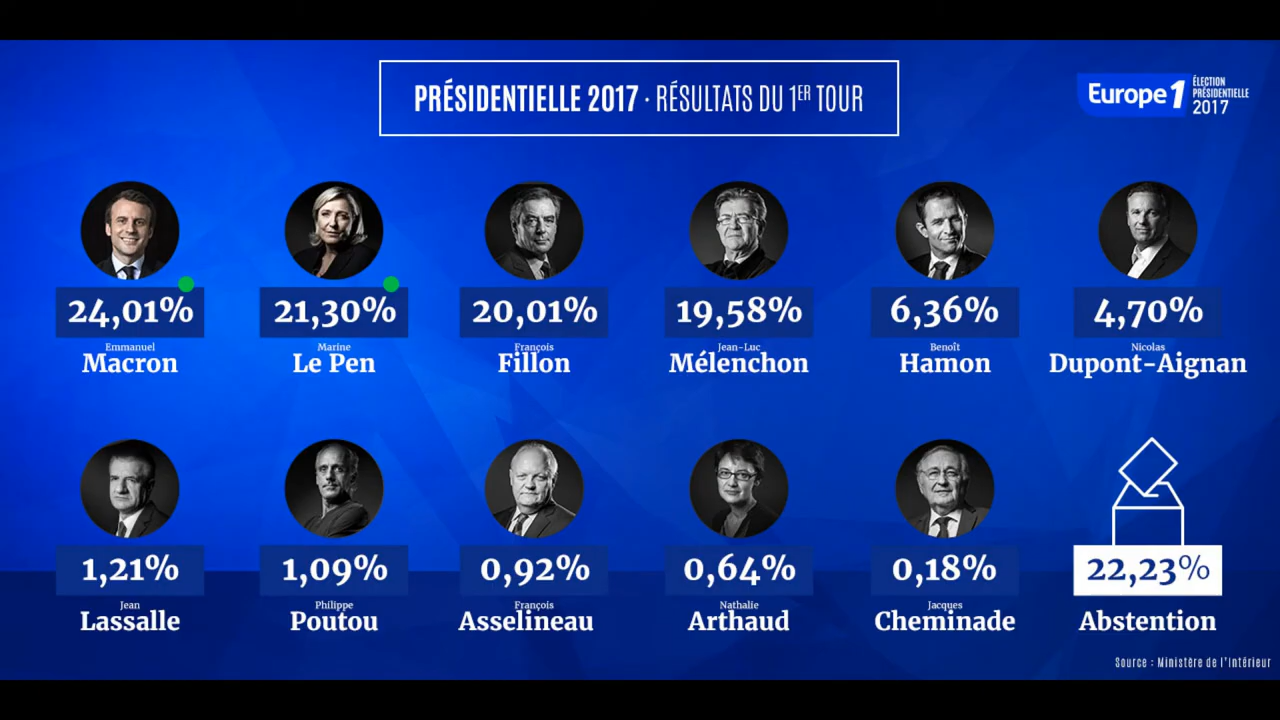 PRÉSIDENTIELLE 2017 · RÉSULTATS DU 1ER TOUR
Europe 1
ÉLECTION
PRÉSIDENTIELLE
2017
24,01%
Emmanuel
Macron
21,30%
Marine
Le Pen
20,01%
François
Fillon
19,58%
Jean-Luc
Mélenchon
6,36%
Benoît
Hamon
4,70%
Nicolas
Dupont-Aignan
1,21%
Jean
Lassalle
1,09%
Philippe
Poutou
0,92%
François
Asselineau
0,64%
Nathalie
Arthaud
0,18%
Jacques
Cheminade
22,23%
Abstention
Source : Ministère de l'Intérieur